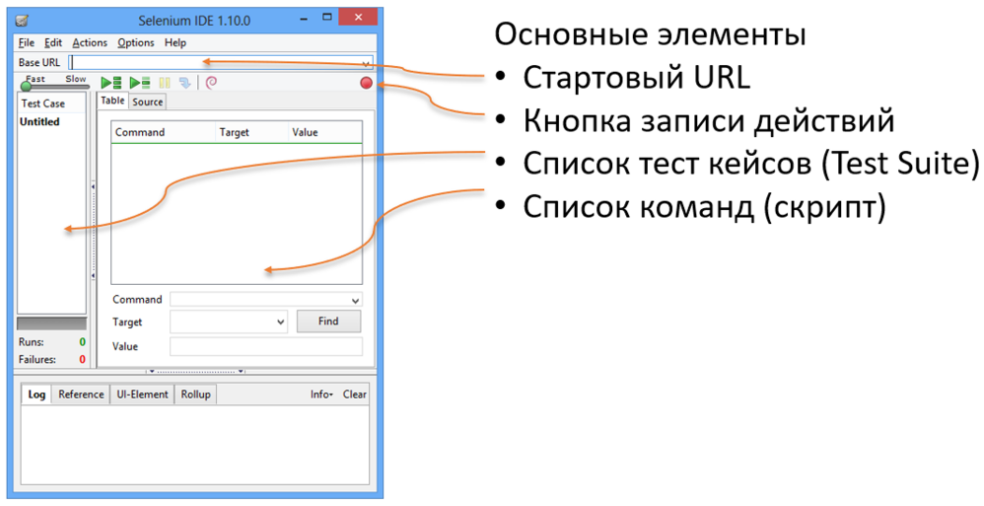 Selenium IDE 1.10.0
File Edit Actions Options Help
Base URL
Fast Slow
Test Case
Untitled
Table Source
Command Target Value
Command
Target Find
Value
Runs: 0
Failures: 0
Log Reference UI-Element Rollup Info Clear
Основные элементы
• Стартовый URL
• Кнопка записи действий
• Список тест кейсов (Test Suite)
• Список команд (скрипт)